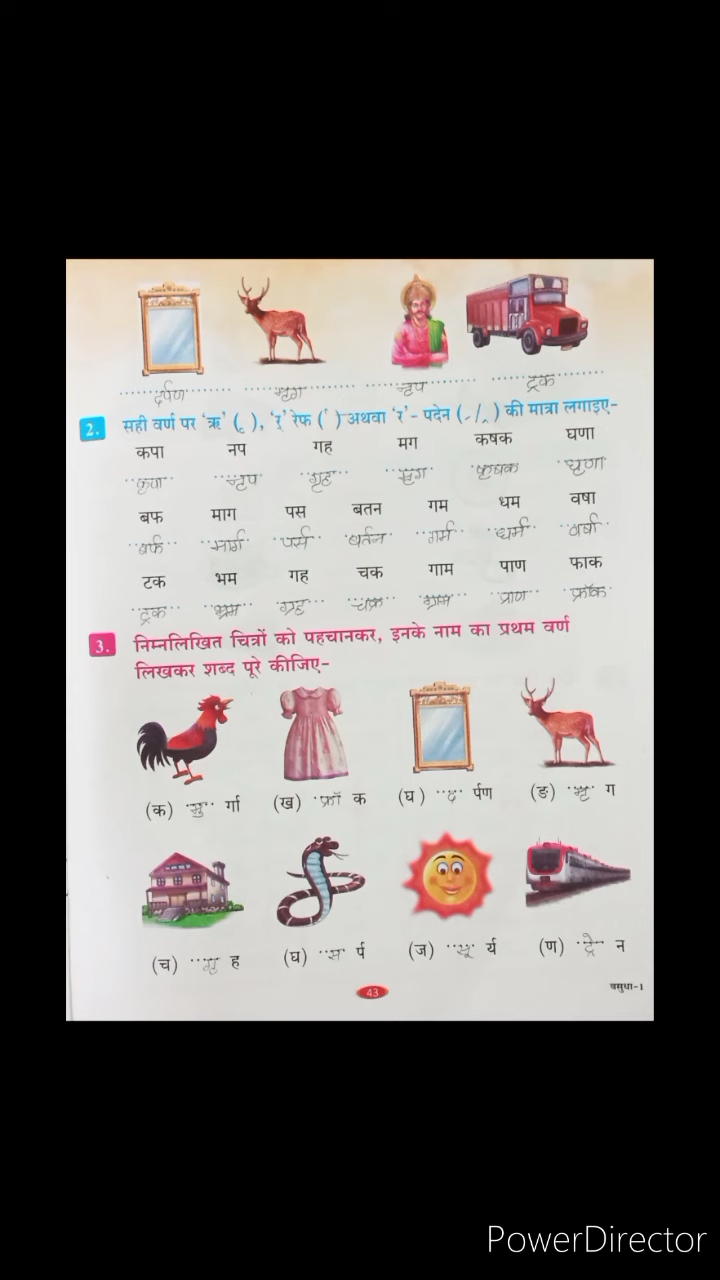 दर्पण मृग नृप ट्रक
2. सही वर्ण पर ‘ऋ’ ( ृ ), ‘र्’ रेफ ( र्‍ ) अथवा ‘र’ - पदेन ( ्र / ्र ) की मात्रा लगाइए-
कपा नप गह मग कषक घणा
कृपा नृप गृह मृग कृषक घृणा
बफ माग पस बतन गम धम वषा
बर्फ मार्ग पर्स बर्तन गर्म धर्म वर्षा
टक भम गह चक गाम पाण फाक
ट्रक भ्रम ग्रह चक्र ग्राम प्राण फ्रॉक
3. निम्नलिखित चित्रों को पहचानकर, इनके नाम का प्रथम वर्ण
लिखकर शब्द पूरे कीजिए-
(क) मु र्गा (ख) फ्रॉ क (घ) द र्पण (ङ) मृ ग
(च) गृ ह (घ) स र्प (ज) सू र्य (ण) ट्रे न
43
वसुधा-1
PowerDirector